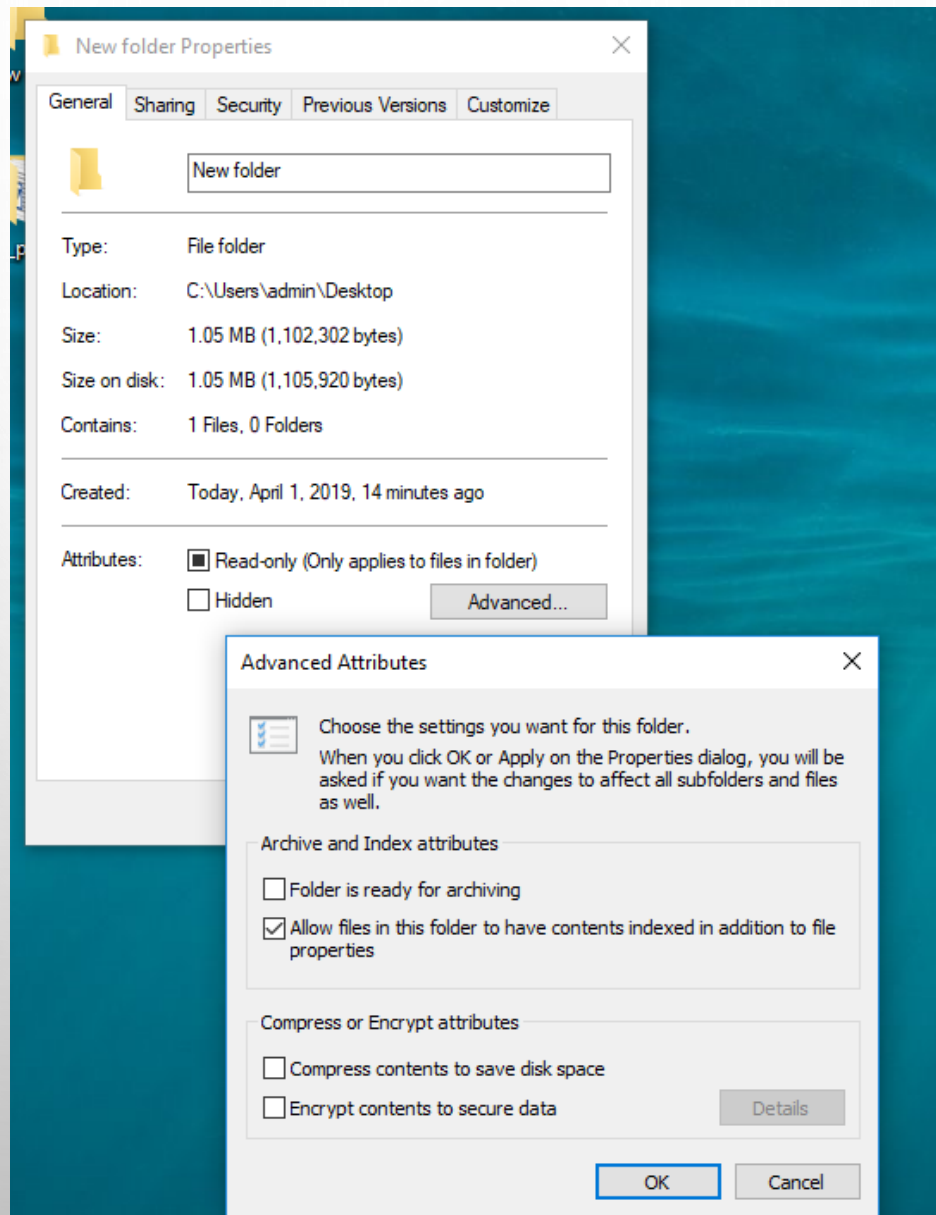 w
_p
New folder Properties
General Sharing Security Previous Versions Customize
New folder
Type: File folder
Location: C:\Users\admin\Desktop
Size: 1.05 MB (1,102,302 bytes)
Size on disk: 1.05 MB (1,105,920 bytes)
Contains: 1 Files, 0 Folders
Created: Today, April 1, 2019, 14 minutes ago
Attributes: Read-only (Only applies to files in folder)
Hidden Advanced...
Advanced Attributes
Choose the settings you want for this folder.
When you click OK or Apply on the Properties dialog, you will be
asked if you want the changes to affect all subfolders and files
as well.
Archive and Index attributes
Folder is ready for archiving
Allow files in this folder to have contents indexed in addition to file
properties
Compress or Encrypt attributes
Compress contents to save disk space
Encrypt contents to secure data Details
OK Cancel